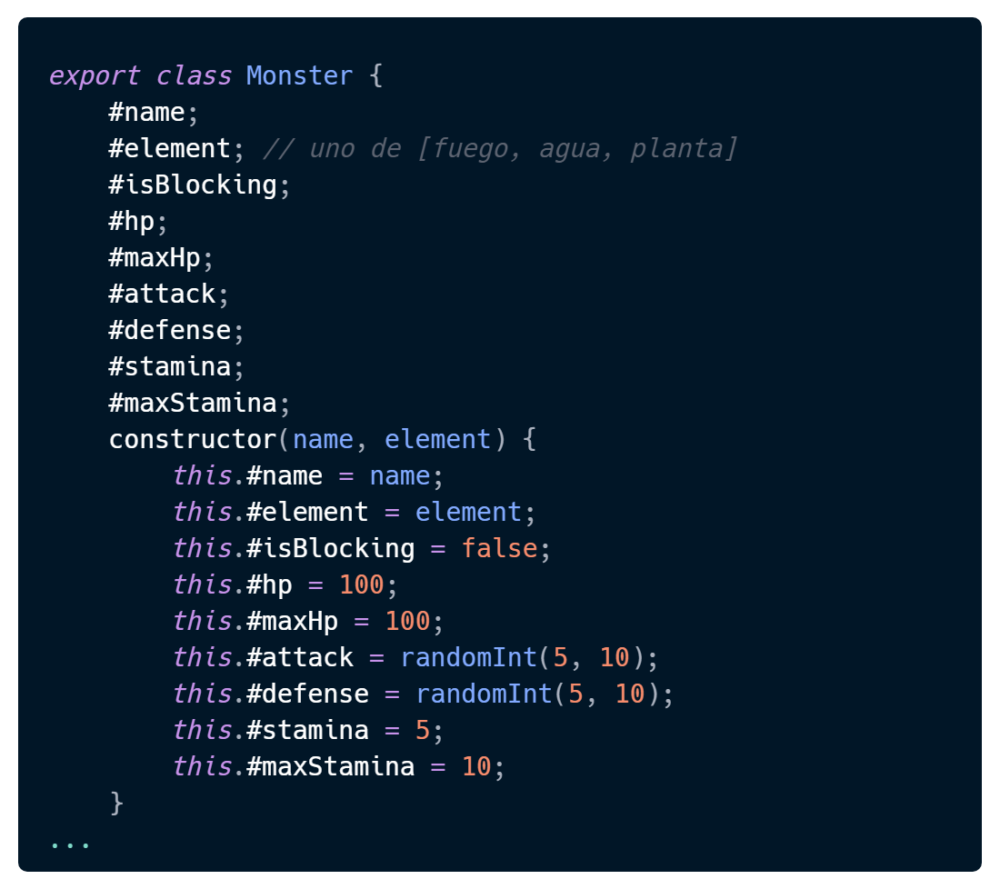 export class Monster {
    #name;
    #element; // uno de [fuego, agua, planta]
    #isBlocking;
    #hp;
    #maxHp;
    #attack;
    #defense;
    #stamina;
    #maxStamina;
    constructor(name, element) {
        this.#name = name;
        this.#element = element;
        this.#isBlocking = false;
        this.#hp = 100;
        this.#maxHp = 100;
        this.#attack = randomInt(5, 10);
        this.#defense = randomInt(5, 10);
        this.#stamina = 5;
        this.#maxStamina = 10;
    }
...